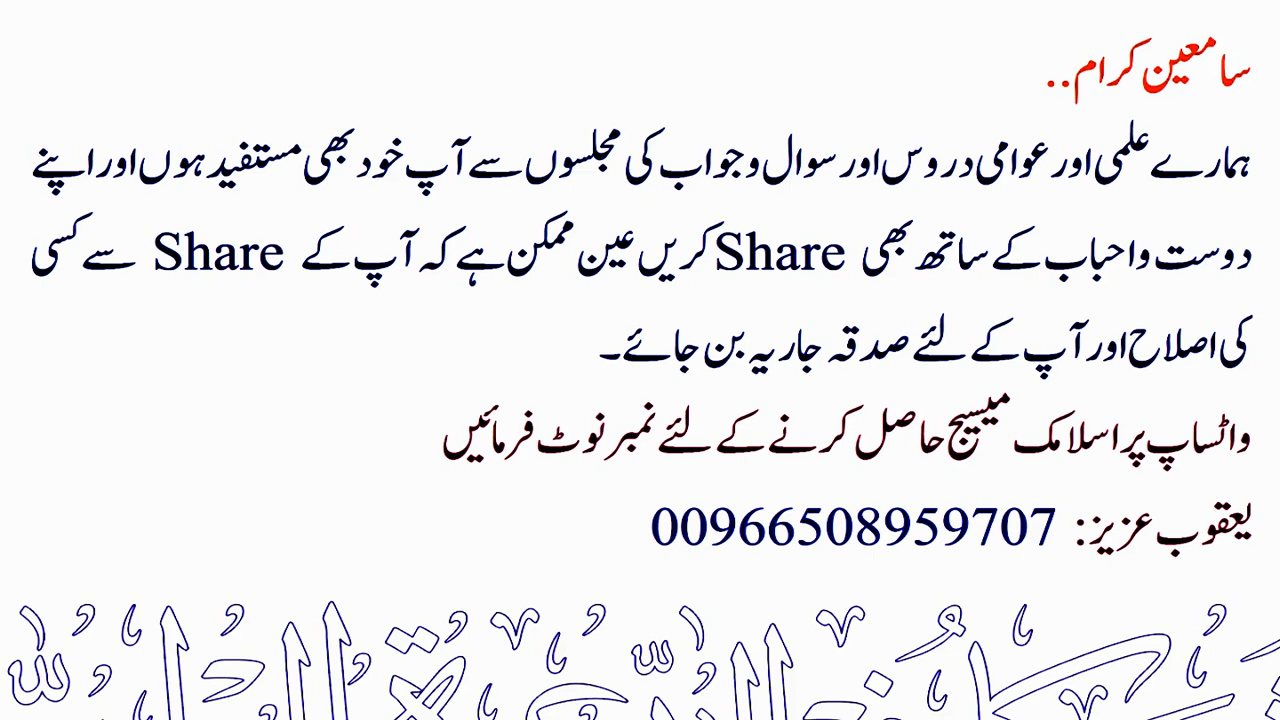 سامعین کرام..
ہمارے علمی اور عوامی دروس اور سوال وجواب کی مجلسوں سے آپ خود بھی مستفید ہوں اور اپنے
دوست واحباب کے ساتھ بھی Share کریں عین ممکن ہے کہ آپ کے Share سے کسی
کی اصلاح اور آپ کے لئے صدقہ جاریہ بن جائے۔
واٹساپ پر اسلامک میسیج حاصل کرنے کے لئے نمبر نوٹ فرمائیں
یعقوب عزیز: 00966508959707